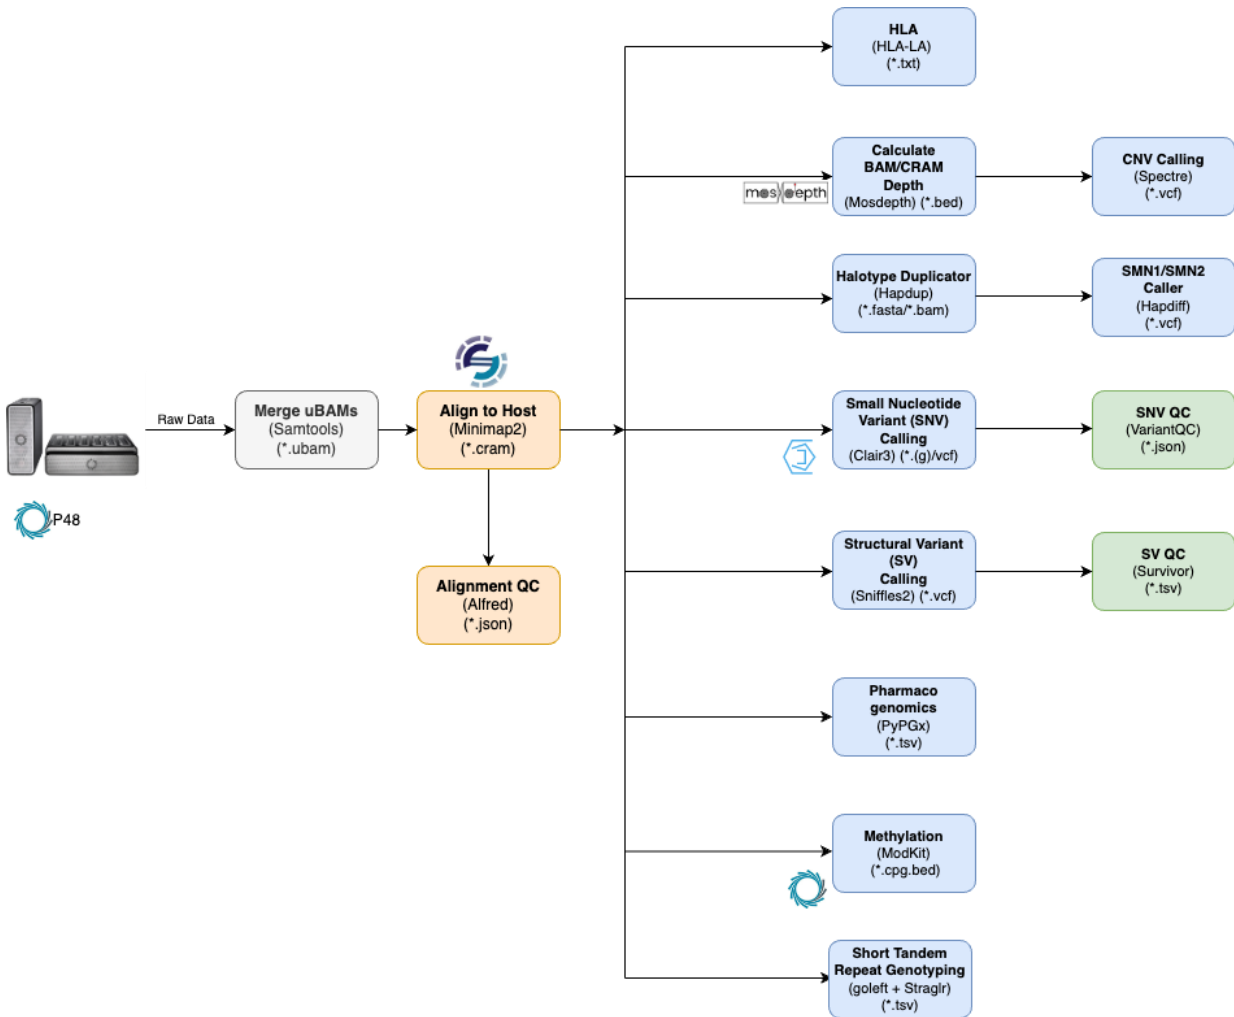 HLA
(HLA-LA)
(*.txt)
Calculate
BAM/CRAM
Depth
(Mosdepth) (*.bed)
mosdepth
CNV Calling
(Spectre)
(*.vcf)
Halotype Duplicator
(Hapdup)
(*.fasta/*.bam)
SMN1/SMN2
Caller
(Hapdiff)
(*.vcf)
Raw Data
P48
Merge uBAMs
(Samtools)
(*.ubam)
Align to Host
(Minimap2)
(*.cram)
Small Nucleotide
Variant (SNV)
Calling
(Clair3) (*.(g)/vcf)
SNV QC
(VariantQC)
(*.json)
Alignment QC
(Alfred)
(*.json)
Structural Variant
(SV)
Calling
(Sniffles2) (*.vcf)
SV QC
(Survivor)
(*.tsv)
Pharmaco
genomics
(PyPGx)
(*.tsv)
Methylation
(ModKit)
(*.cpg.bed)
Short Tandem
Repeat Genotyping
(goleft + Straglr)
(*.tsv)